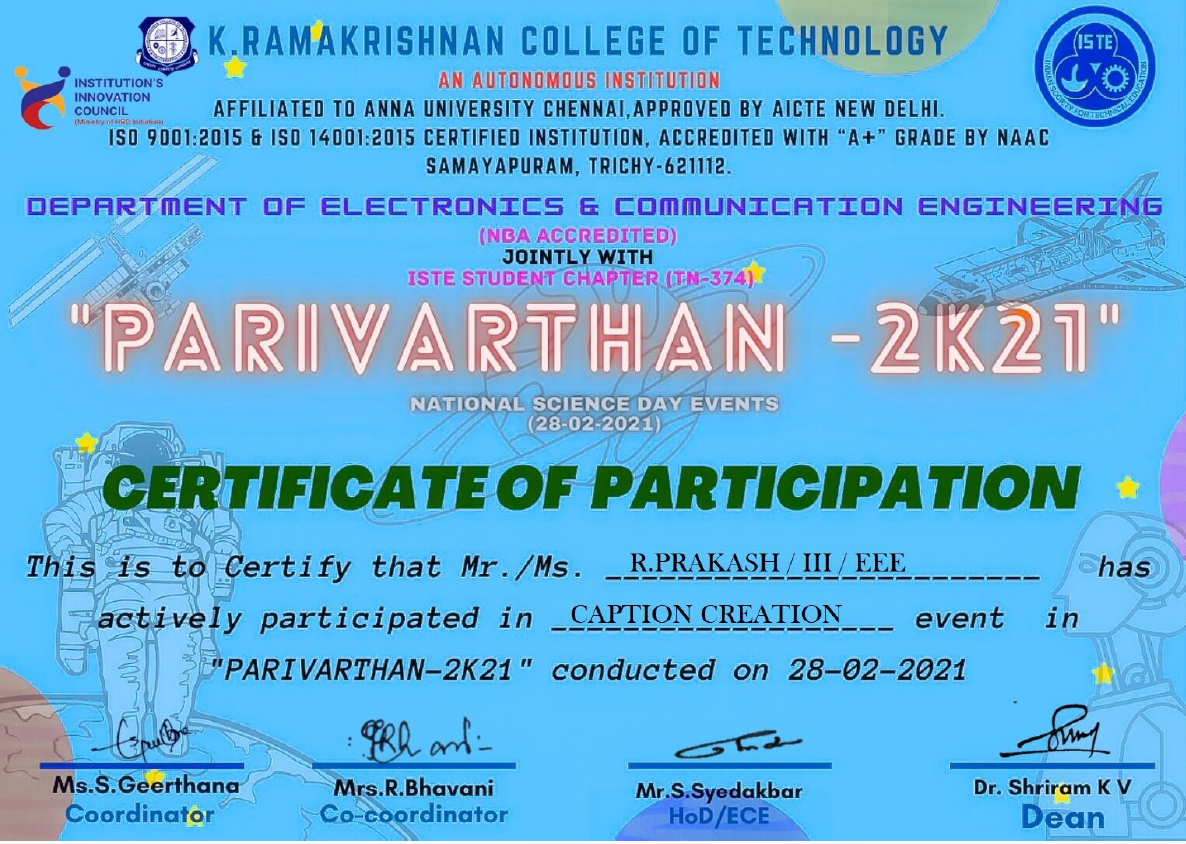 K.RAMAKRISHNAN COLLEGE OF TECHNOLOGY
AN AUTONOMOUS INSTITUTION
INSTITUTION'S
INNOVATION
COUNCIL
(Ministry of HRD Initiative)
ISTE
INDIAN SOCIETY FOR TECHNICAL EDUCATION
AFFILIATED TO ANNA UNIVERSITY CHENNAI,APPROVED BY AICTE NEW DELHI.
ISO 9001:2015 & ISO 14001:2015 CERTIFIED INSTITUTION, ACCREDITED WITH “A+” GRADE BY NAAC
SAMAYAPURAM, TRICHY-621112.
DEPARTMENT OF ELECTRONICS & COMMUNICATION ENGINEERING
(NBA ACCREDITED)
JOINTLY WITH
ISTE STUDENT CHAPTER (TN-374)
"PARIVARTHAN -2K21"
NATIONAL SCIENCE DAY EVENTS
(28-02-2021)
CERTIFICATE OF PARTICIPATION
This is to Certify that Mr./Ms. R.PRAKASH / III / EEE has
actively participated in CAPTION CREATION event in
"PARIVARTHAN-2K21" conducted on 28-02-2021
Ms.S.Geerthana
Coordinator
Mrs.R.Bhavani
Co-coordinator
Mr.S.Syedakbar
HoD/ECE
Dr. Shriram K V
Dean